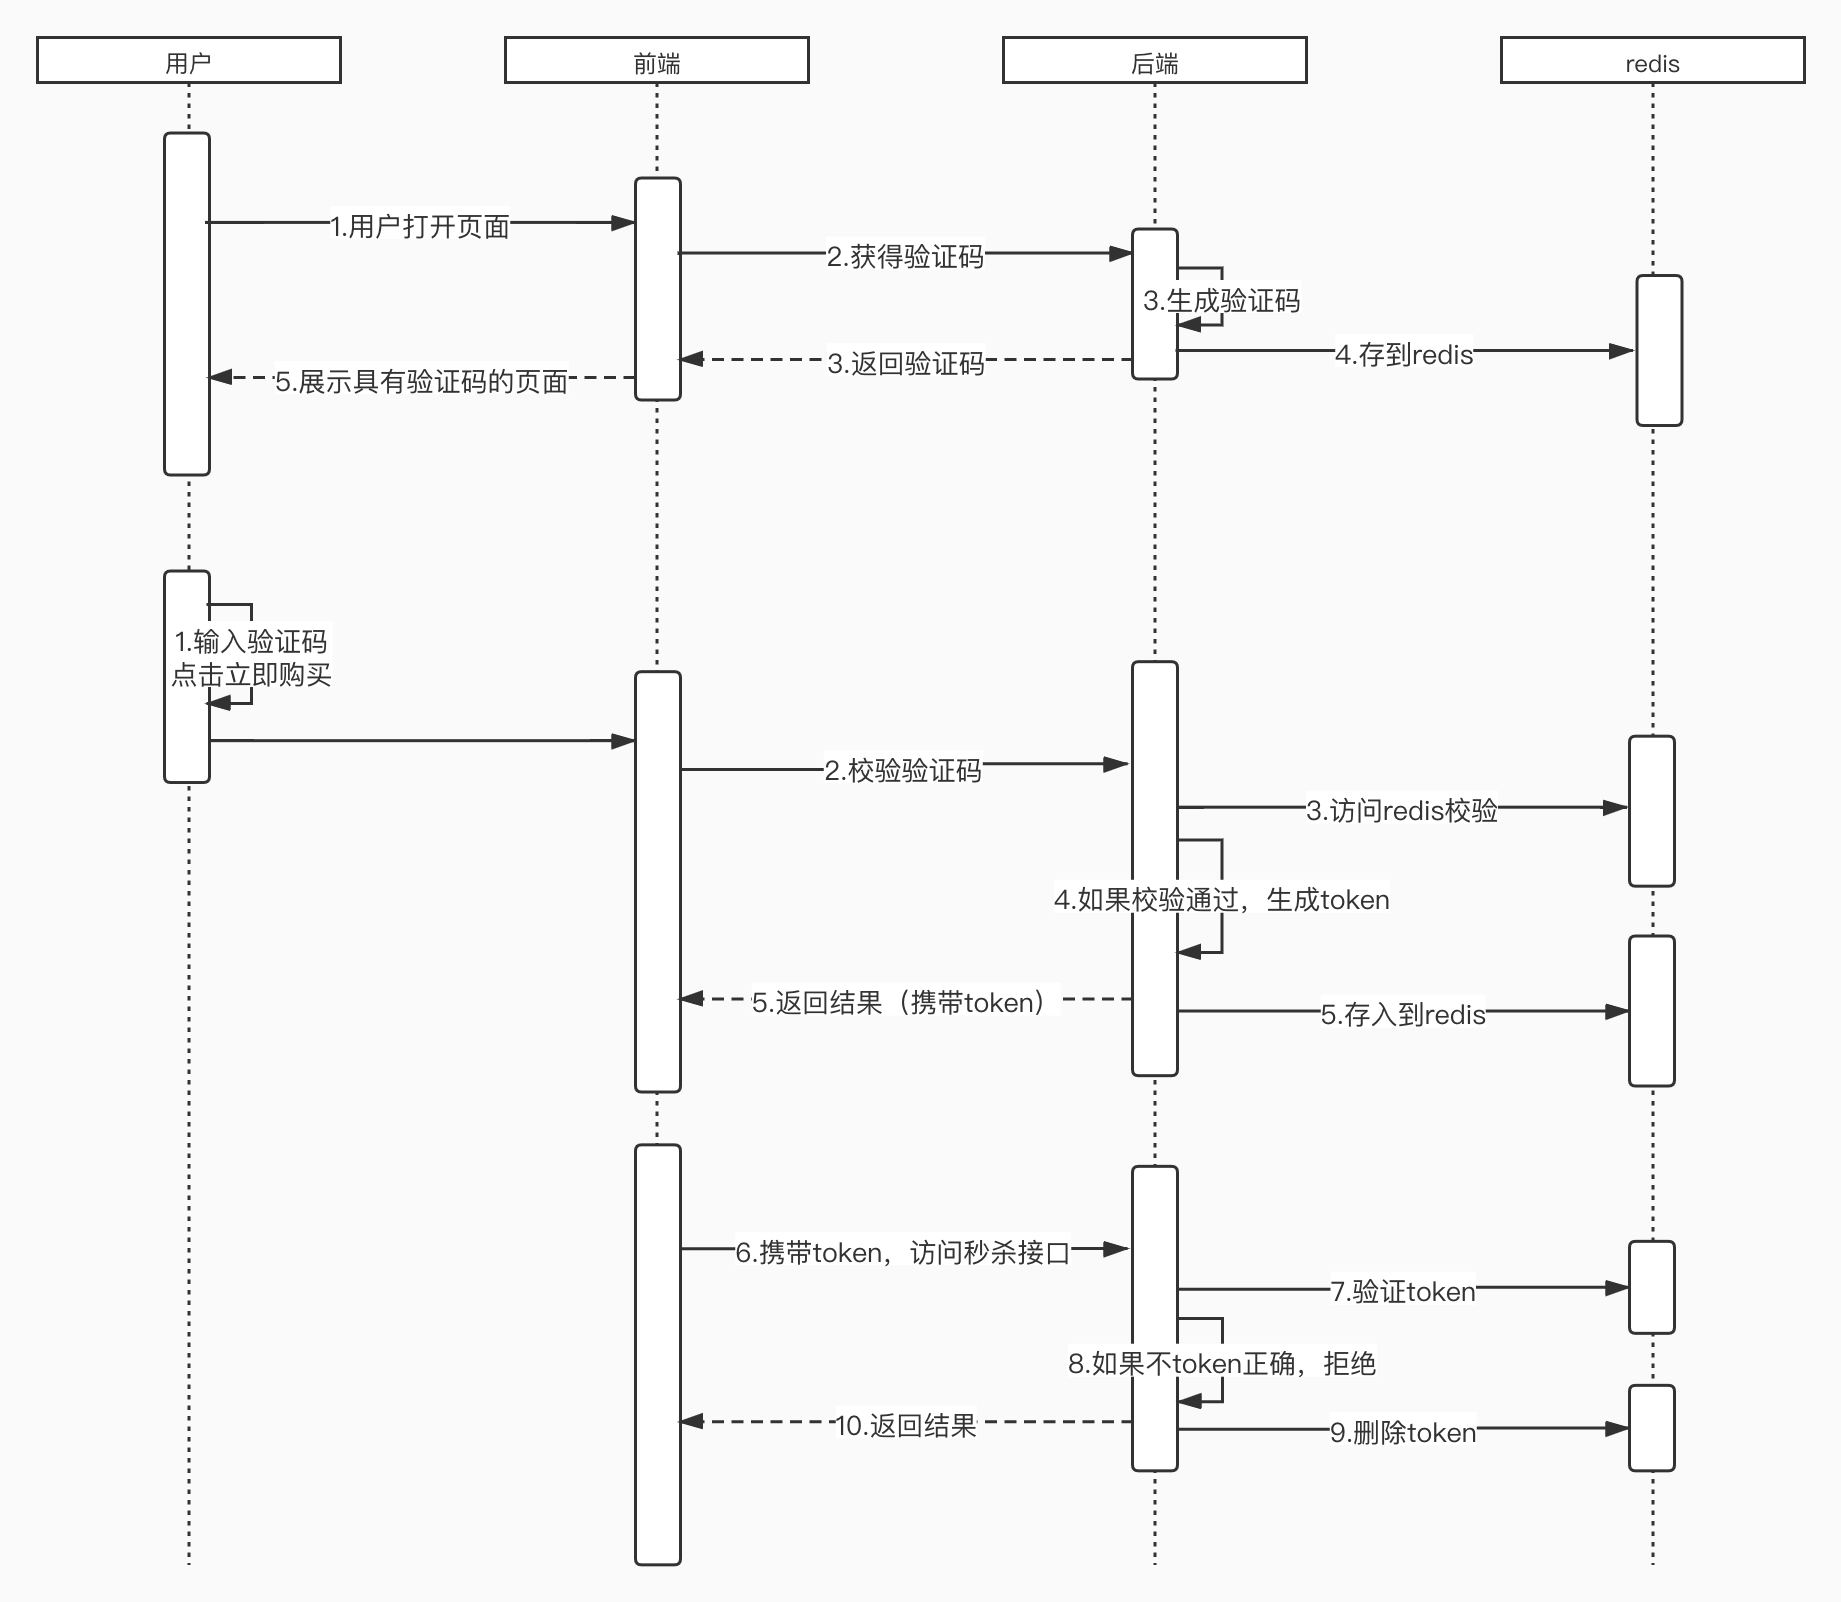 用户
前端
后端
redis
1.用户打开页面
2.获得验证码
3.生成验证码
3.返回验证码
4.存到redis
5.展示具有验证码的页面
1.输入验证码
点击立即购买
2.校验验证码
3.访问redis校验
4.如果校验通过，生成token
5.返回结果（携带token）
5.存入到redis
6.携带token，访问秒杀接口
7.验证token
8.如果不token正确，拒绝
10.返回结果
9.删除token